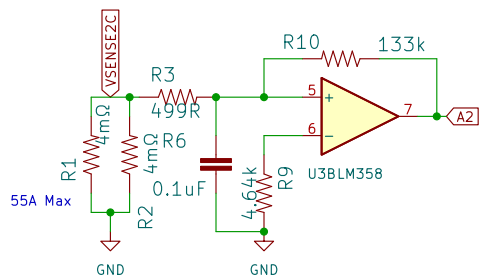 VSENSE2C
R10
133k
R3
499R
5
+
7
A2
6
−
4mΩ
4mΩ
R6
R1
R2
0.1uF
4.64k
R9
U3BLM358
55A Max
GND
GND